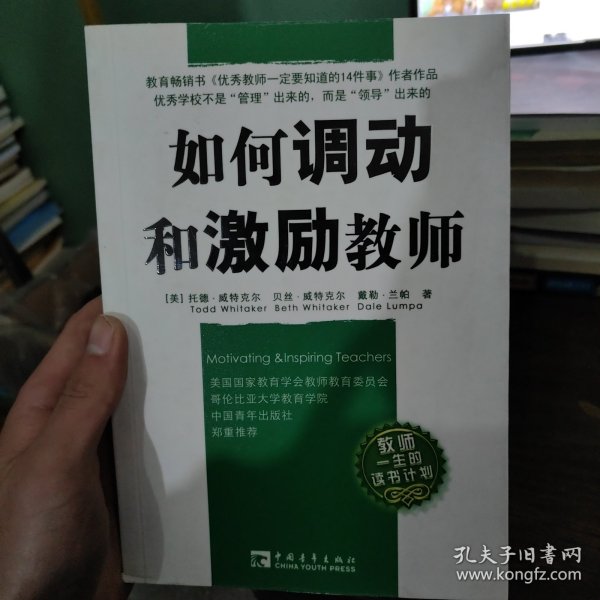 教育畅销书《优秀教师一定要知道的14件事》作者作品
优秀学校不是“管理”出来的，而是“领导”出来的
如何调动
和激励教师
[美] 托德·威特克尔 贝丝·威特克尔 戴勒·兰帕 著
Todd Whitaker Beth Whitaker Dale Lumpa
Motivating &Inspiring Teachers
美国国家教育学会教师教育委员会
哥伦比亚大学教育学院
中国青年出版社
郑重推荐
教师
一生的
读书计划
中国青年出版社
CHINA YOUTH PRESS
孔夫子旧书网
www.kongfz.com